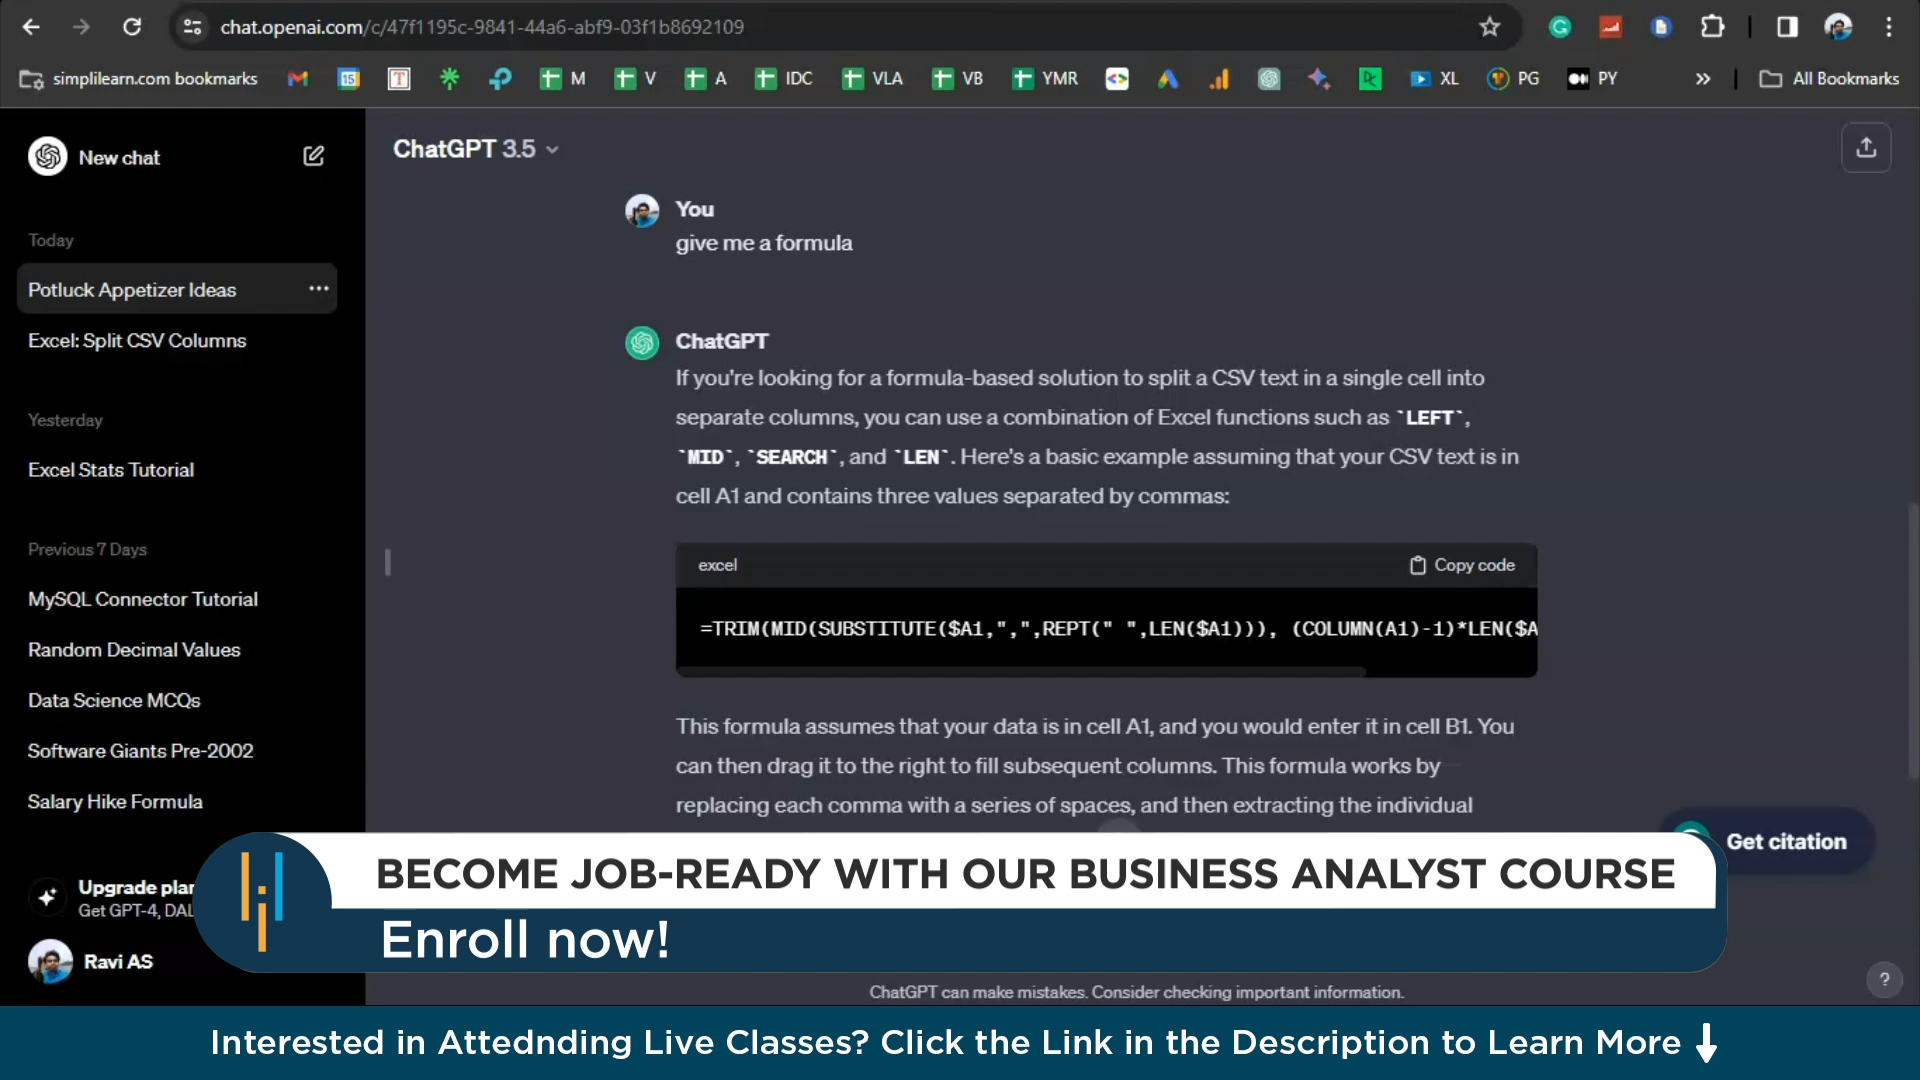 chat.openai.com/c/47f1195c-9841-44a6-abf9-03f1b8692109
simplilearn.com bookmarks
15
T
M
V
A
IDC
VLA
VB
YMR
XL
PG
PY
All Bookmarks
New chat
Today
Potluck Appetizer Ideas
Excel: Split CSV Columns
Yesterday
Excel Stats Tutorial
Previous 7 Days
MySQL Connector Tutorial
Random Decimal Values
Data Science MCQs
Software Giants Pre-2002
Salary Hike Formula
Upgrade plan
Get GPT-4, DAL
Ravi AS
ChatGPT 3.5
You
give me a formula
ChatGPT
If you're looking for a formula-based solution to split a CSV text in a single cell into
separate columns, you can use a combination of Excel functions such as `LEFT`,
`MID`, `SEARCH`, and `LEN`. Here's a basic example assuming that your CSV text is in
cell A1 and contains three values separated by commas:
excel
Copy code
=TRIM(MID(SUBSTITUTE($A1,",",REPT(" ",LEN($A1))), (COLUMN(A1)-1)*LEN($A
This formula assumes that your data is in cell A1, and you would enter it in cell B1. You
can then drag it to the right to fill subsequent columns. This formula works by
replacing each comma with a series of spaces, and then extracting the individual
Get citation
BECOME JOB-READY WITH OUR BUSINESS ANALYST COURSE
Enroll now!
ChatGPT can make mistakes. Consider checking important information.
?
Interested in Attednding Live Classes? Click the Link in the Description to Learn More